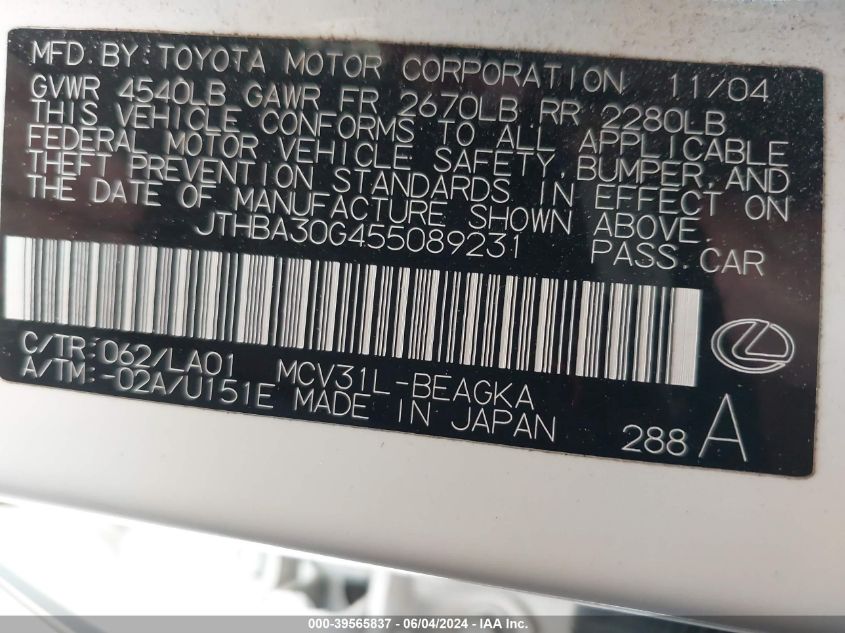 MFD. BY: TOYOTA MOTOR CORPORATION 11/04
GVWR 4540LB GAWR FR 2670LB RR 2280LB
THIS VEHICLE CONFORMS TO ALL APPLICABLE
FEDERAL MOTOR VEHICLE SAFETY, BUMPER, AND
THEFT PREVENTION STANDARDS IN EFFECT ON
THE DATE OF MANUFACTURE SHOWN ABOVE.
JTHBA30G455089231 PASS. CAR
C/TR: 062/LA01 MCV31L-BEAGKA
A/TM: -02A/U151E MADE IN JAPAN
288 A
000-39565837 - 06/04/2024 - IAA Inc.